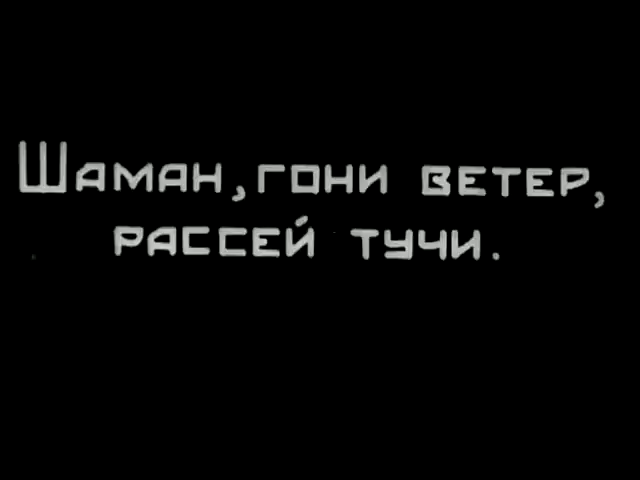 Шаман, гони ветер,
рассей тучи.